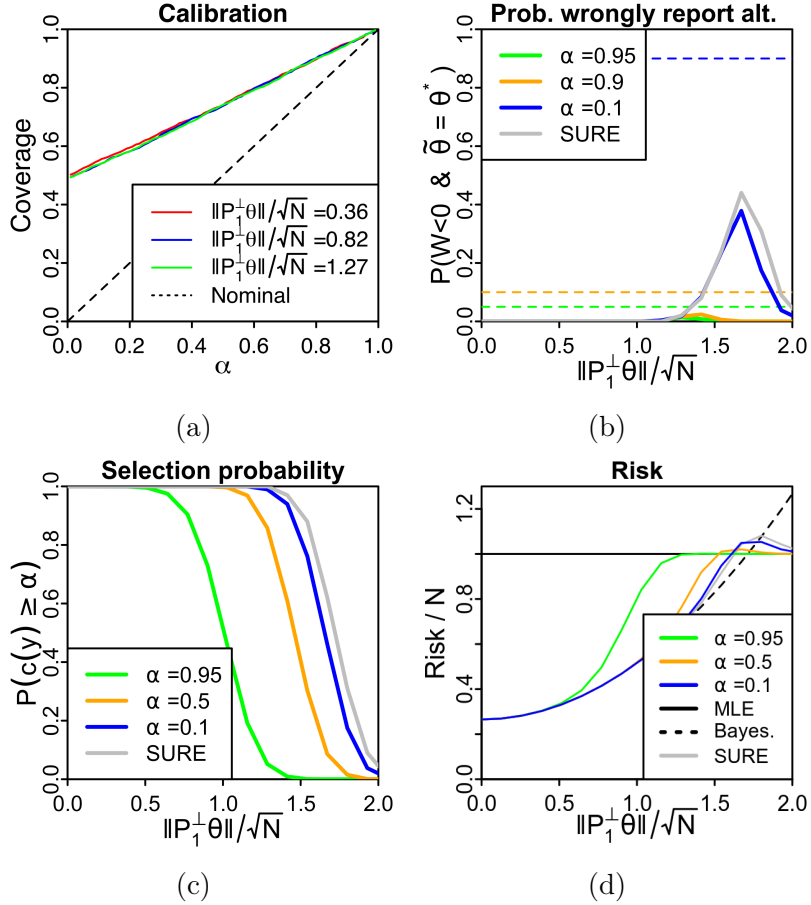 Calibration
Coverage
0.0 0.2 0.4 0.6 0.8 1.0
‖P₁^⊥θ‖/√N =0.36
‖P₁^⊥θ‖/√N =0.82
‖P₁^⊥θ‖/√N =1.27
Nominal
0.0 0.2 0.4 0.6 0.8 1.0
α
(a)
Prob. wrongly report alt.
P(W<0 & θ̃ = θ*)
0.0 0.2 0.4 0.6 0.8 1.0
α =0.95
α =0.9
α =0.1
SURE
0.0 0.5 1.0 1.5 2.0
‖P₁^⊥θ‖/√N
(b)
Selection probability
P(c(y) ≥ α)
0.0 0.2 0.4 0.6 0.8 1.0
α =0.95
α =0.5
α =0.1
SURE
0.0 0.5 1.0 1.5 2.0
‖P₁^⊥θ‖/√N
(c)
Risk
Risk / N
0.0 0.4 0.8 1.2
α =0.95
α =0.5
α =0.1
MLE
Bayes.
SURE
0.0 0.5 1.0 1.5 2.0
‖P₁^⊥θ‖/√N
(d)